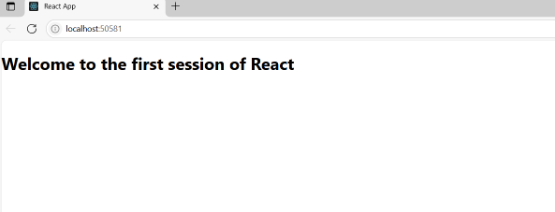 React App
localhost:50581
Welcome to the first session of React